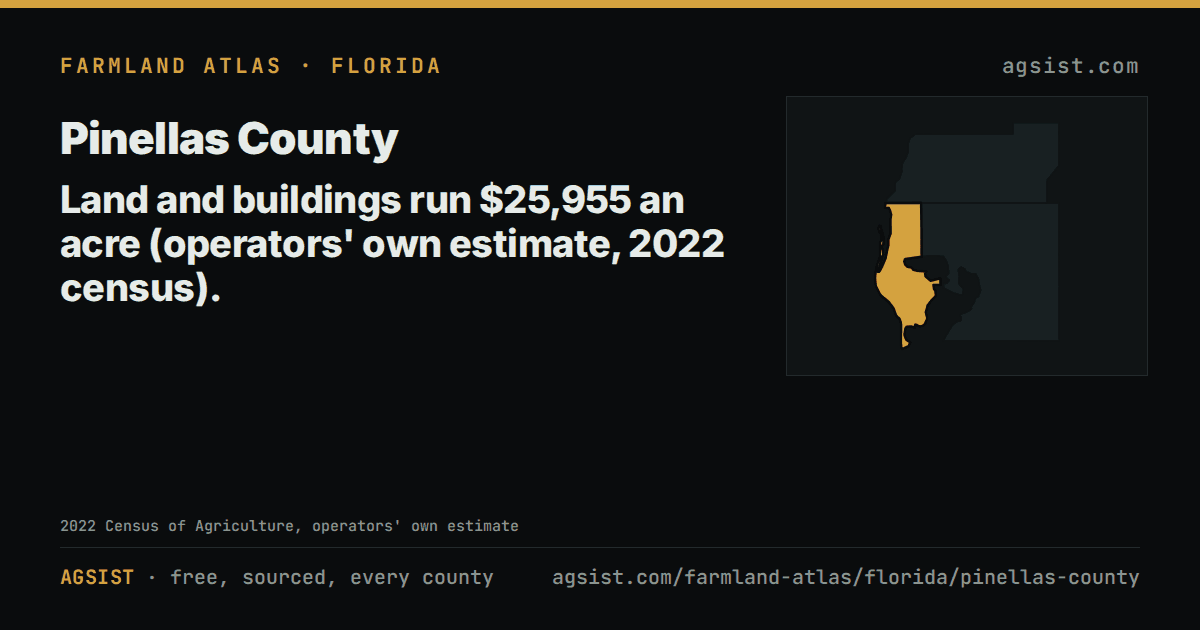 FARMLAND ATLAS · FLORIDA
agsist.com
Pinellas County
Land and buildings run $25,955 an
acre (operators' own estimate, 2022
census).
2022 Census of Agriculture, operators' own estimate
AGSIST · free, sourced, every county
agsist.com/farmland-atlas/florida/pinellas-county